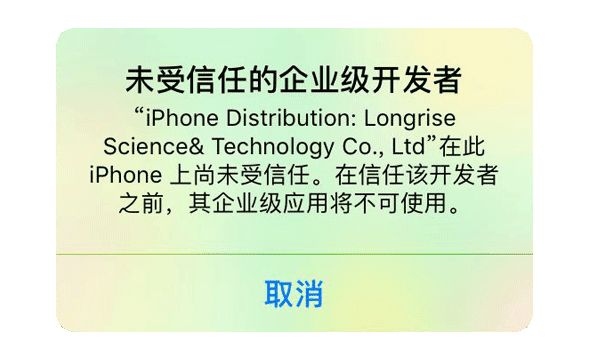 未受信任的企业级开发者
“iPhone Distribution: Longrise
Science& Technology Co., Ltd”在此
iPhone 上尚未受信任。在信任该开发者
之前，其企业级应用将不可使用。
取消